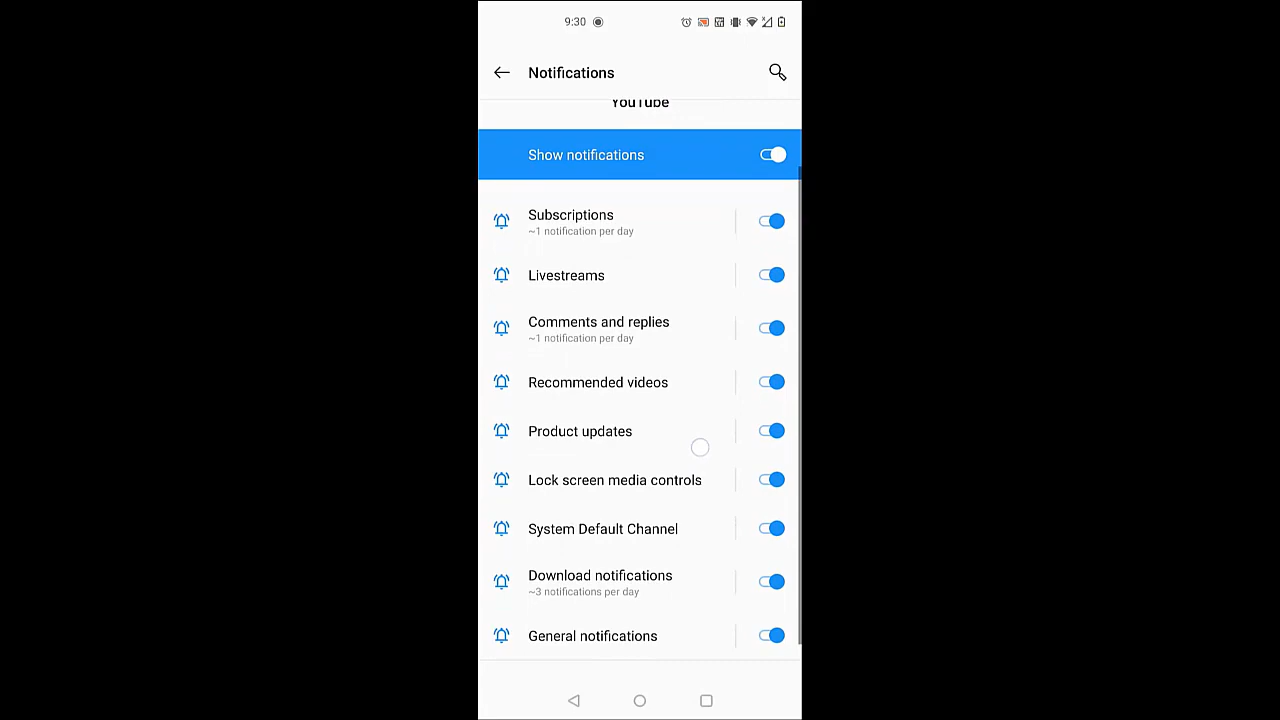 9:30
Notifications
YouTube
Show notifications
Subscriptions
~1 notification per day
Livestreams
Comments and replies
~1 notification per day
Recommended videos
Product updates
Lock screen media controls
System Default Channel
Download notifications
~3 notifications per day
General notifications